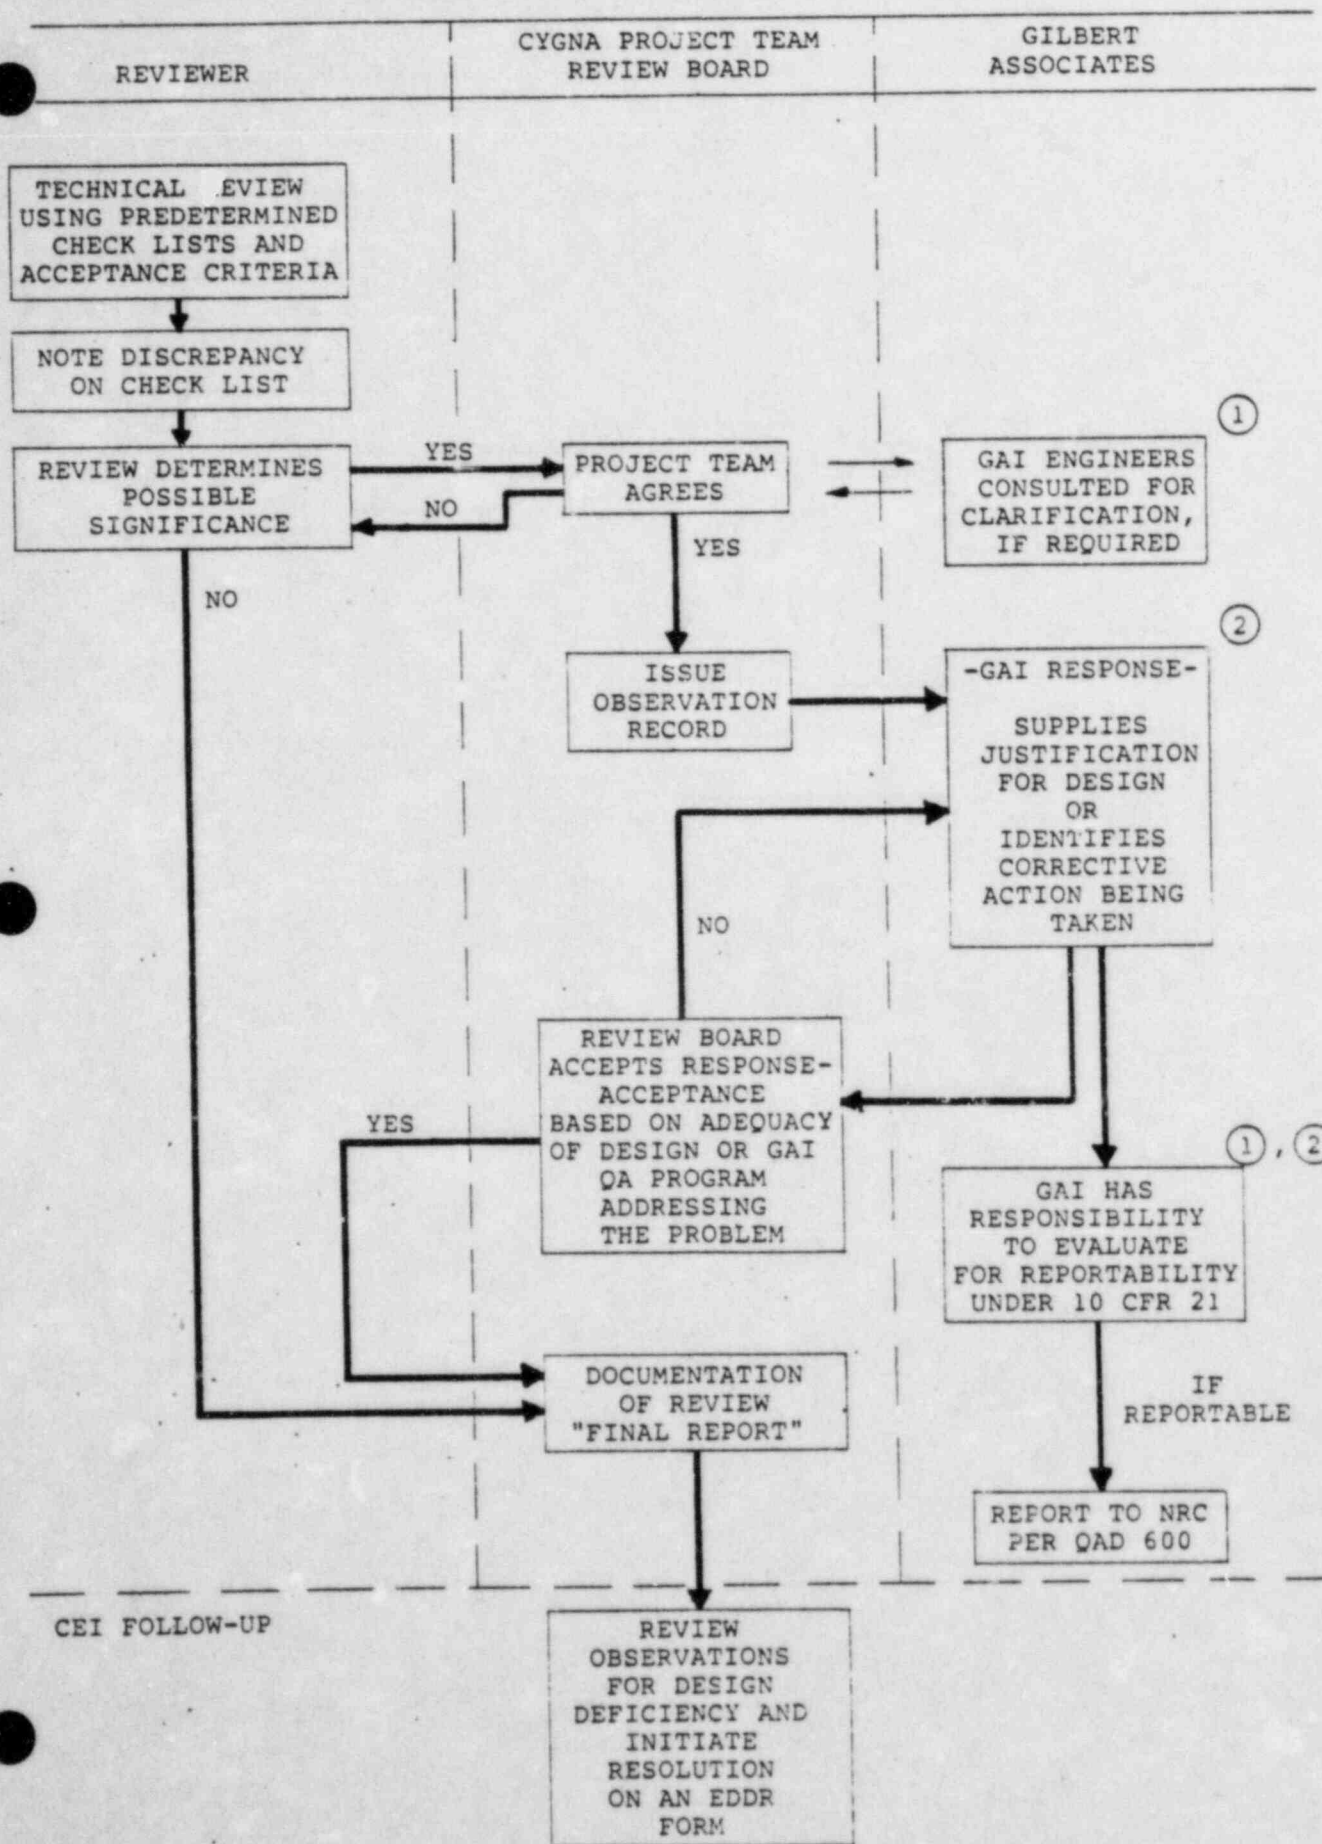 REVIEWER
CYGNA PROJECT TEAM
REVIEW BOARD
GILBERT
ASSOCIATES
TECHNICAL EVIEW
USING PREDETERMINED
CHECK LISTS AND
ACCEPTANCE CRITERIA
NOTE DISCREPANCY
ON CHECK LIST
REVIEW DETERMINES
POSSIBLE
SIGNIFICANCE
YES
NO
PROJECT TEAM
AGREES
1
GAI ENGINEERS
CONSULTED FOR
CLARIFICATION,
IF REQUIRED
YES
NO
ISSUE
OBSERVATION
RECORD
2
-GAI RESPONSE-
SUPPLIES
JUSTIFICATION
FOR DESIGN
OR
IDENTIFIES
CORRECTIVE
ACTION BEING
TAKEN
NO
REVIEW BOARD
ACCEPTS RESPONSE-
ACCEPTANCE
BASED ON ADEQUACY
OF DESIGN OR GAI
QA PROGRAM
ADDRESSING
THE PROBLEM
YES
1, 2
GAI HAS
RESPONSIBILITY
TO EVALUATE
FOR REPORTABILITY
UNDER 10 CFR 21
DOCUMENTATION
OF REVIEW
"FINAL REPORT"
IF
REPORTABLE
REPORT TO NRC
PER QAD 600
CEI FOLLOW-UP
REVIEW
OBSERVATIONS
FOR DESIGN
DEFICIENCY AND
INITIATE
RESOLUTION
ON AN EDDR
FORM